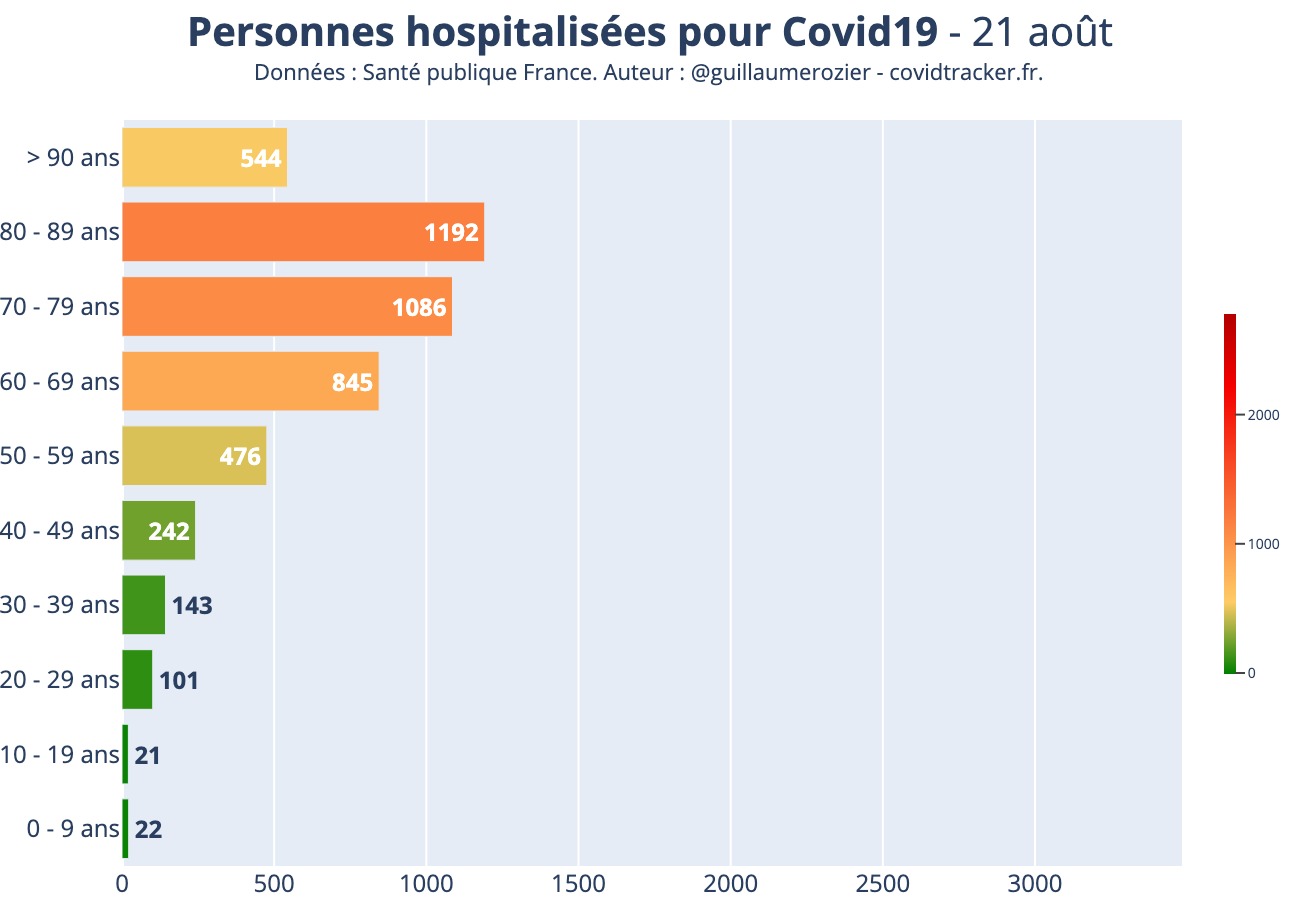 Personnes hospitalisées pour Covid19 - 21 août
Données : Santé publique France. Auteur : @guillaumerozier - covidtracker.fr.
> 90 ans 544
80 - 89 ans 1192
70 - 79 ans 1086
60 - 69 ans 845
50 - 59 ans 476
40 - 49 ans 242
30 - 39 ans 143
20 - 29 ans 101
10 - 19 ans 21
0 - 9 ans 22
0 500 1000 1500 2000 2500 3000
2000
1000
0